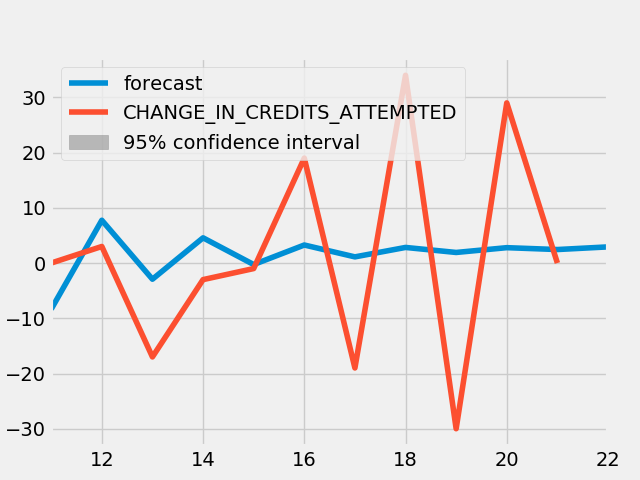 forecast
CHANGE_IN_CREDITS_ATTEMPTED
95% confidence interval
30
20
10
0
−10
−20
−30
12 14 16 18 20 22